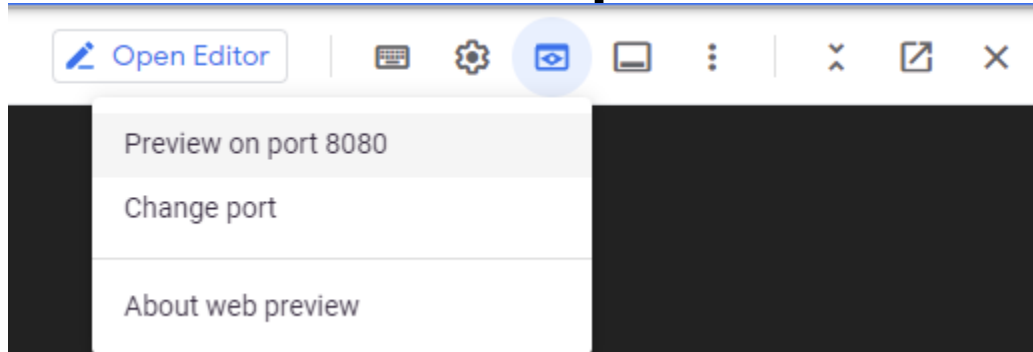 Open Editor
Preview on port 8080
Change port
About web preview